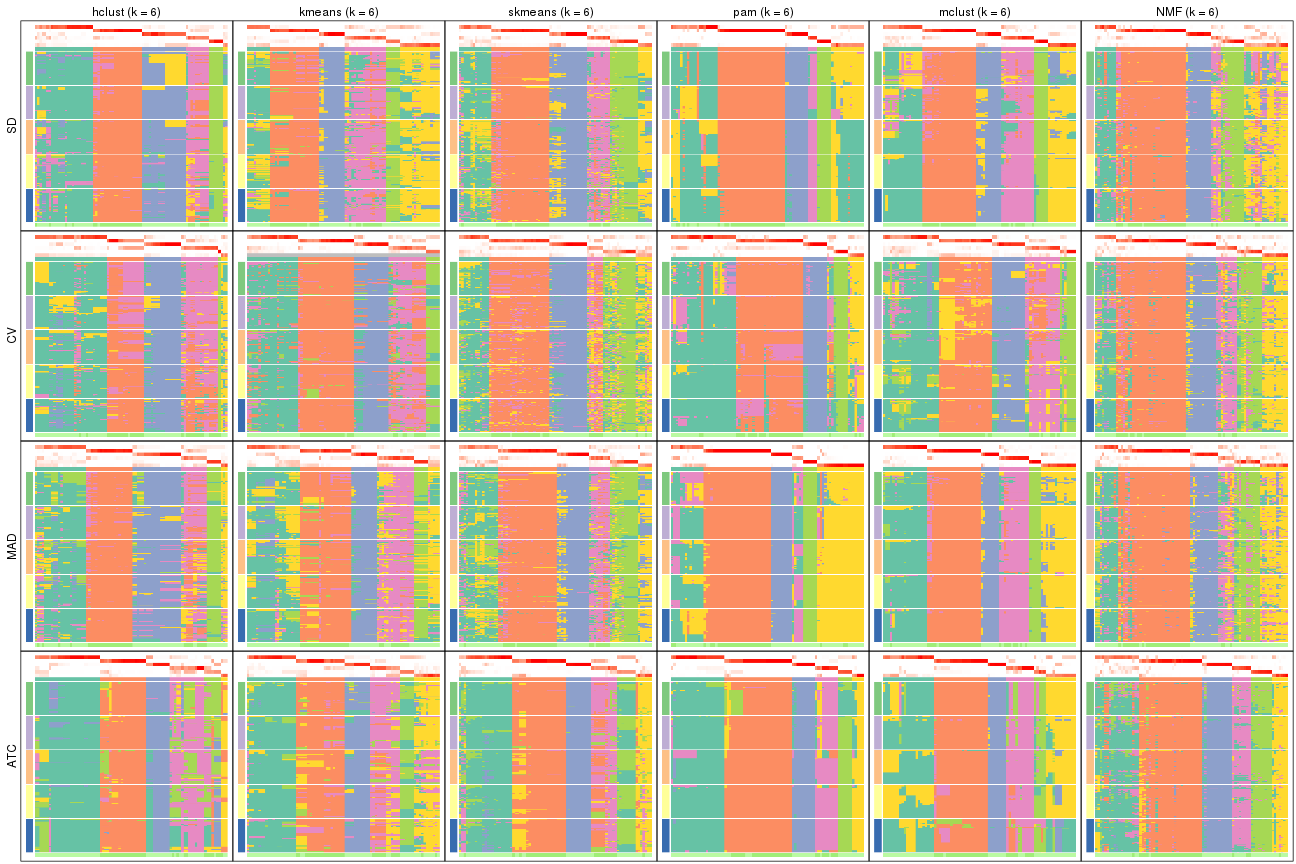 hclust (k = 6)
kmeans (k = 6)
skmeans (k = 6)
pam (k = 6)
mclust (k = 6)
NMF (k = 6)
SD
CV
MAD
ATC